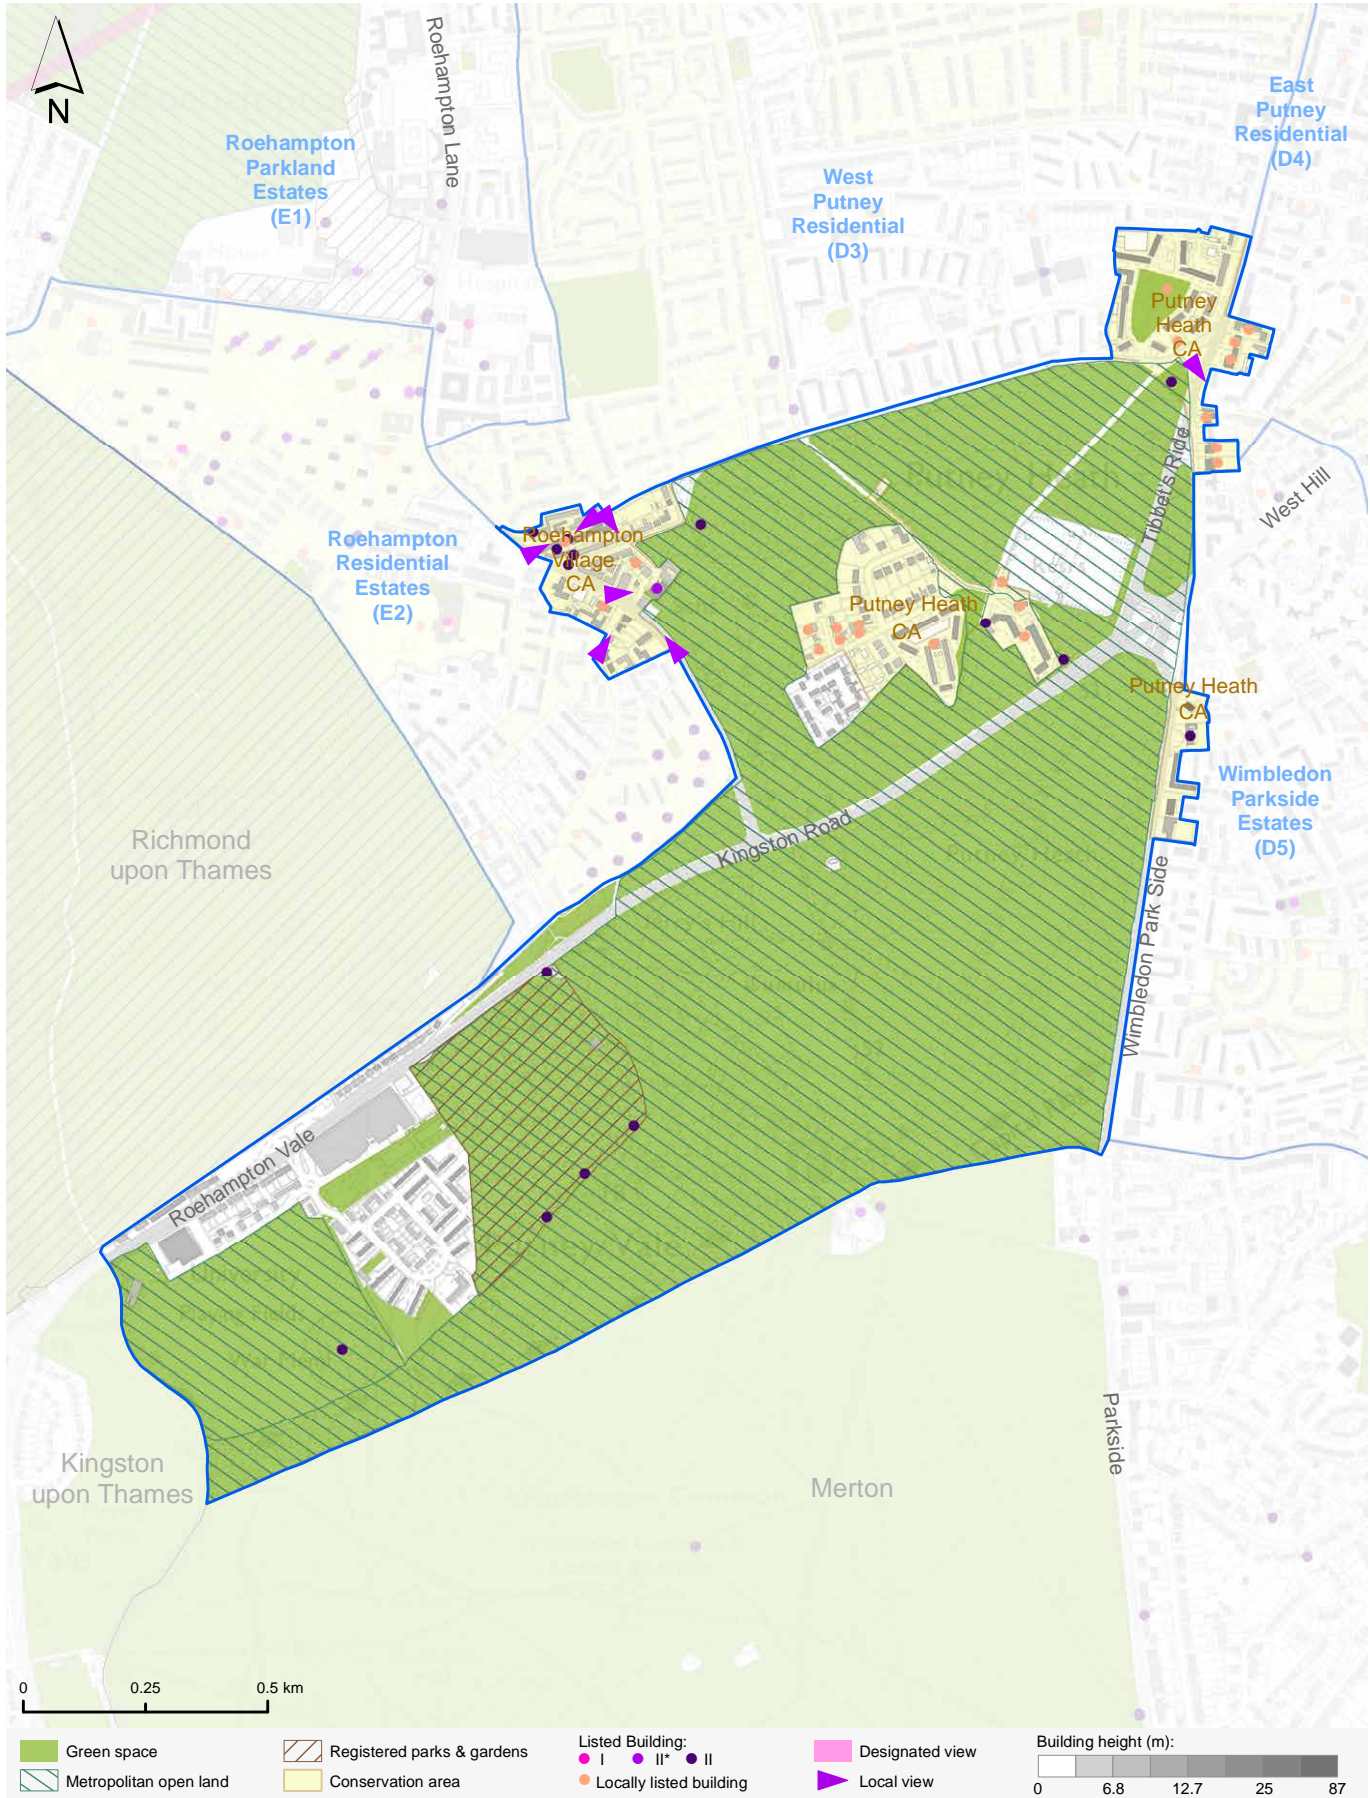 N
Roehampton Lane
East
Putney
Residential
(D4)
Roehampton
Parkland
Estates
(E1)
West
Putney
Residential
(D3)
Putney
Heath
CA
Tibbet's Ride
West Hill
Roehampton
Village
CA
Roehampton
Residential
Estates
(E2)
Putney Heath
CA
Putney Heath
CA
Wimbledon
Parkside
Estates
(D5)
Richmond
upon Thames
Kingston Road
Wimbledon Park Side
Roehampton Vale
University
Playing Fields
Kingston
upon Thames
Merton
Parkside
0 0.25 0.5 km
Green space
Metropolitan open land
Registered parks & gardens
Conservation area
Listed Building:
I II* II
Locally listed building
Designated view
Local view
Building height (m):
0 6.8 12.7 25 87